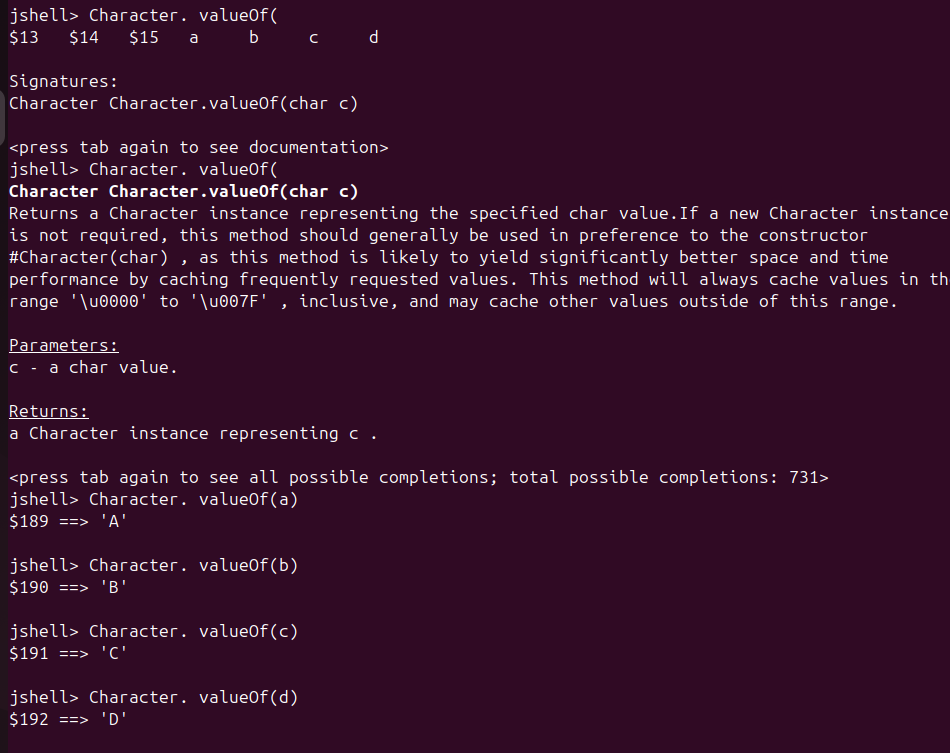 jshell> Character. valueOf(
$13   $14   $15   a     b     c     d

Signatures:
Character Character.valueOf(char c)

<press tab again to see documentation>
jshell> Character. valueOf(
Character Character.valueOf(char c)
Returns a Character instance representing the specified char value.If a new Character instance
is not required, this method should generally be used in preference to the constructor
#Character(char) , as this method is likely to yield significantly better space and time
performance by caching frequently requested values. This method will always cache values in th
range '\u0000' to '\u007F' , inclusive, and may cache other values outside of this range.

Parameters:
c - a char value.

Returns:
a Character instance representing c .

<press tab again to see all possible completions; total possible completions: 731>
jshell> Character. valueOf(a)
$189 ==> 'A'

jshell> Character. valueOf(b)
$190 ==> 'B'

jshell> Character. valueOf(c)
$191 ==> 'C'

jshell> Character. valueOf(d)
$192 ==> 'D'